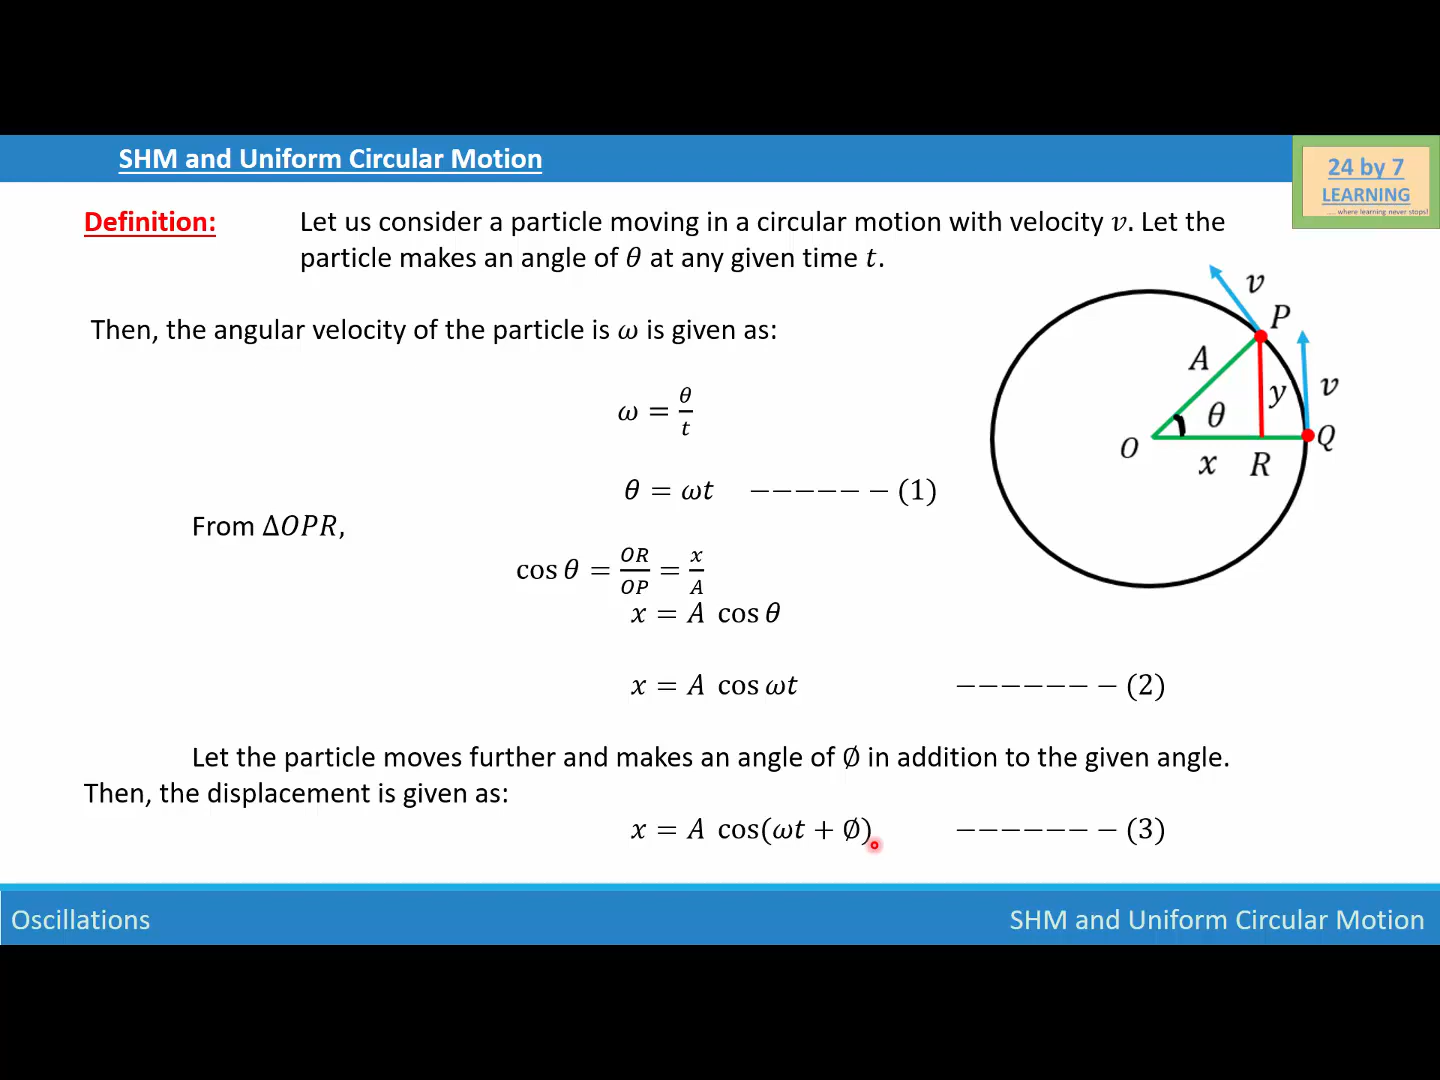 SHM and Uniform Circular Motion
24 by 7
LEARNING
.... where learning never stops!
Definition: Let us consider a particle moving in a circular motion with velocity 𝑣. Let the
particle makes an angle of 𝜃 at any given time 𝑡.
Then, the angular velocity of the particle is 𝜔 is given as:
𝜔 = 𝜃/𝑡
𝜃 = 𝜔𝑡 −−−−−− −(1)
From Δ𝑂𝑃𝑅,
cos 𝜃 = 𝑂𝑅/𝑂𝑃 = 𝑥/𝐴
𝑥 = 𝐴 cos 𝜃
𝑥 = 𝐴 cos 𝜔𝑡 −−−−−− −(2)
Let the particle moves further and makes an angle of ∅ in addition to the given angle.
Then, the displacement is given as:
𝑥 = 𝐴 cos(𝜔𝑡 + ∅) −−−−−− −(3)
𝑣
𝑃
𝐴
𝑦
𝑣
𝜃
𝑂
𝑄
𝑥
𝑅
Oscillations
SHM and Uniform Circular Motion